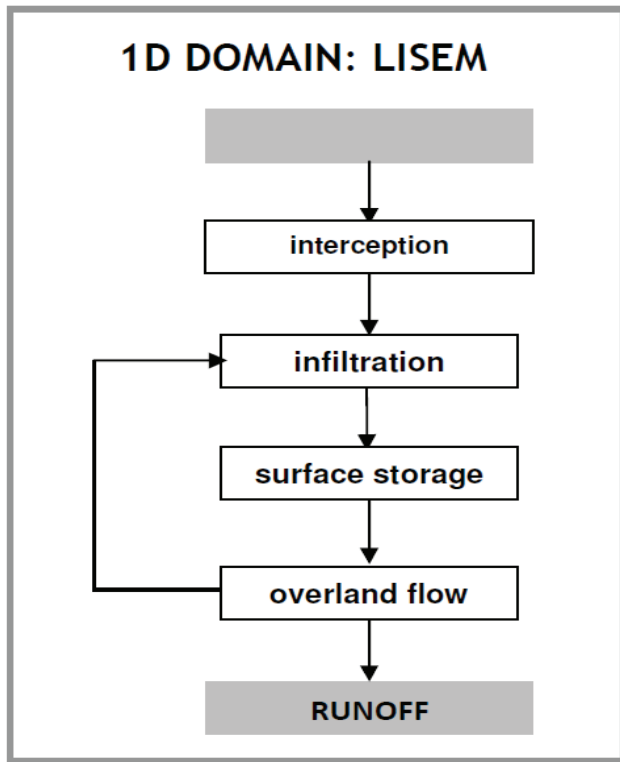 1D DOMAIN: LISEM
interception
infiltration
surface storage
overland flow
RUNOFF